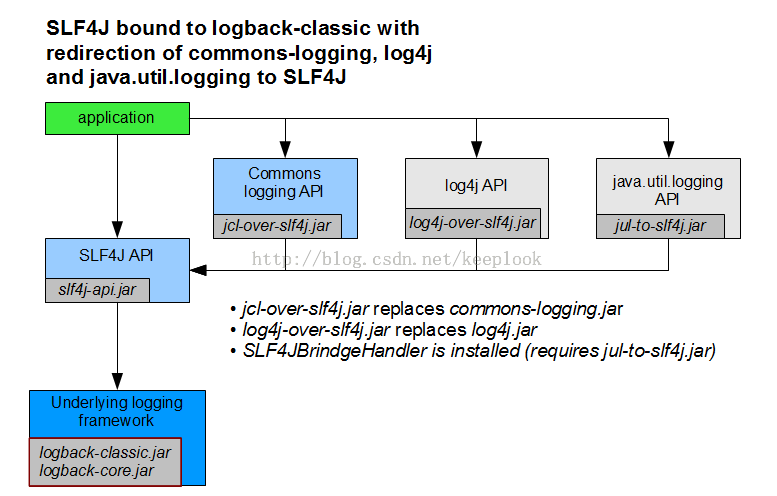 SLF4J bound to logback-classic with
redirection of commons-logging, log4j
and java.util.logging to SLF4J
application
Commons
logging API
jcl-over-slf4j.jar
log4j API
log4j-over-slf4j.jar
java.util.logging
API
jul-to-slf4j.jar
SLF4J API
slf4j-api.jar
http://blog.csdn.net/keeplook
• jcl-over-slf4j.jar replaces commons-logging.jar
• log4j-over-slf4j.jar replaces log4j.jar
• SLF4JBrindgeHandler is installed (requires jul-to-slf4j.jar)
Underlying logging
framework
logback-classic.jar
logback-core.jar